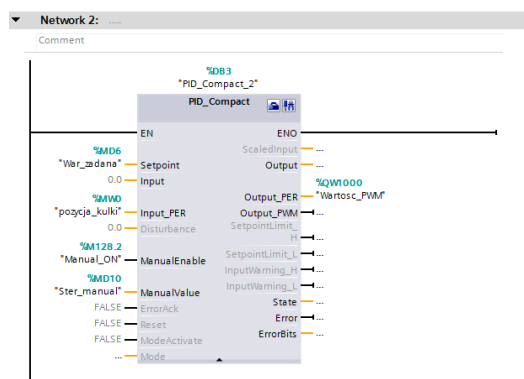 Network 2: .....
Comment
%DB3
"PID_Compact_2"
PID_Compact
EN ENO
%MD6 ScaledInput ...
"War_zadana" Setpoint Output ...
0.0 Input %QW1000
%MW0 Output_PER "Wartosc_PWM"
"pozycja_kulki" Input_PER Output_PWM ...
0.0 Disturbance SetpointLimit_
H ...
%M128.2 SetpointLimit_L ...
"Manual_ON" ManualEnable InputWarning_H ...
%MD10 InputWarning_L ...
"Ster_manual" ManualValue State ...
FALSE ErrorAck Error ...
FALSE Reset ErrorBits ...
FALSE ModeActivate
... Mode